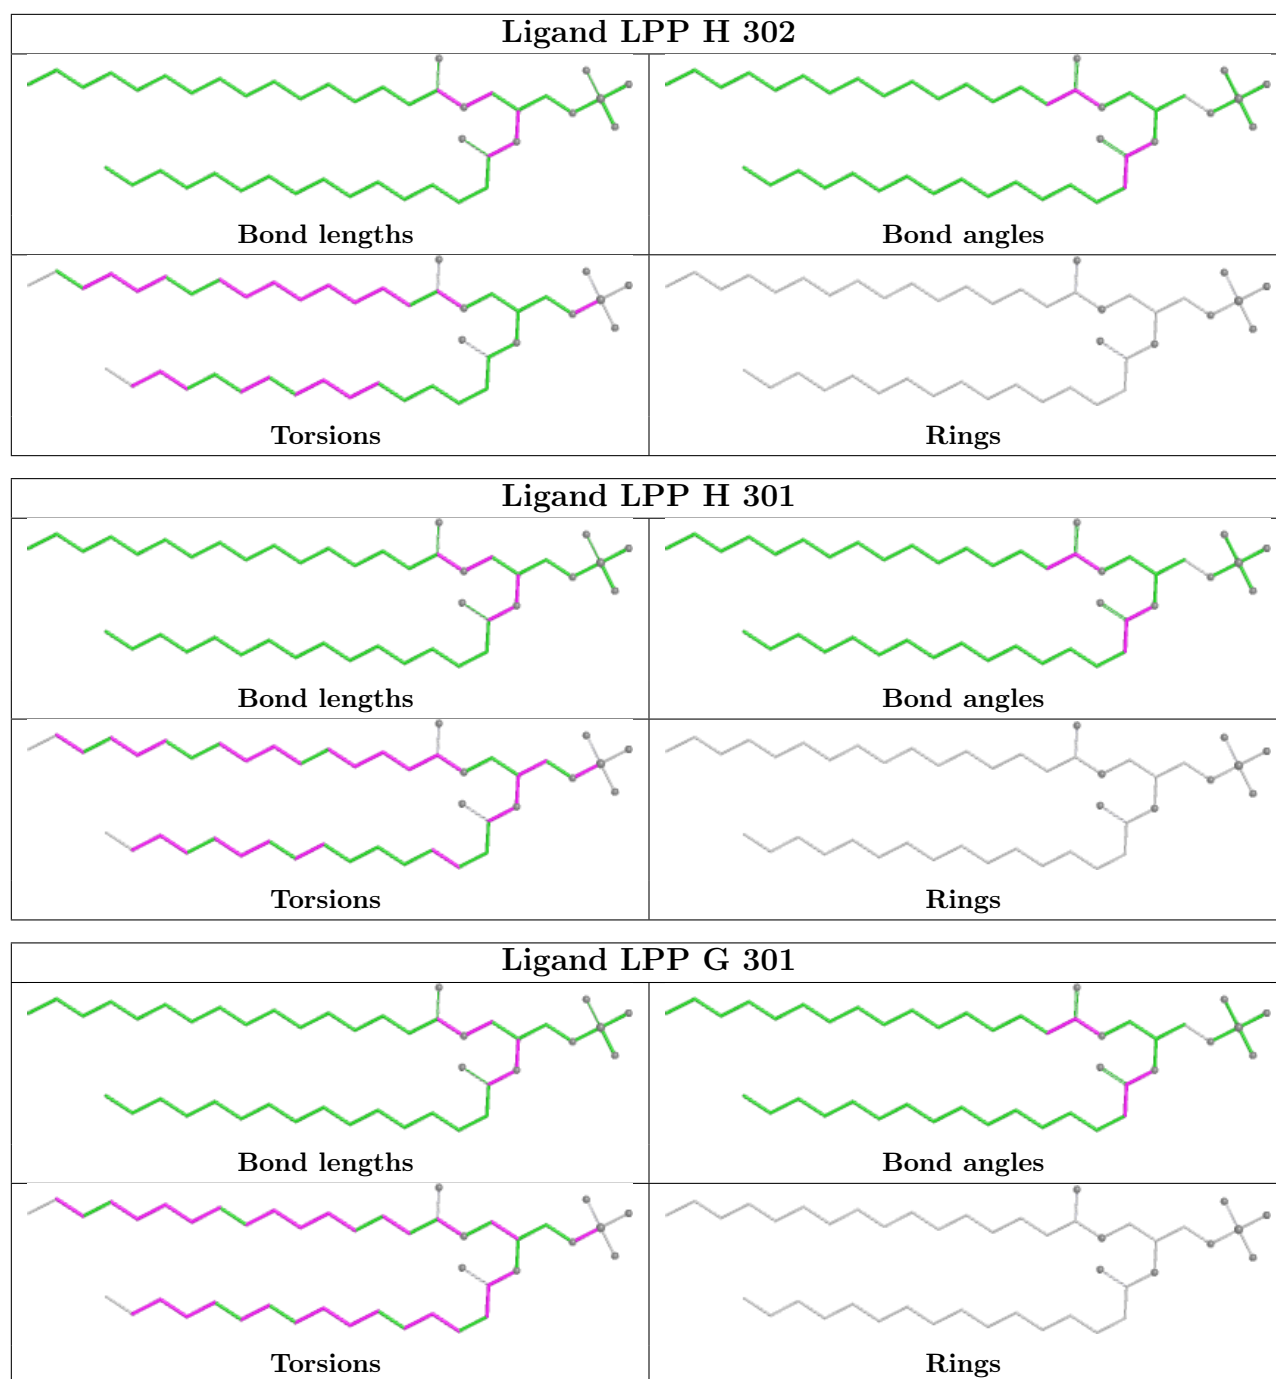 Ligand LPP H 302
Bond lengths
Bond angles
Torsions
Rings
Ligand LPP H 301
Bond lengths
Bond angles
Torsions
Rings
Ligand LPP G 301
Bond lengths
Bond angles
Torsions
Rings